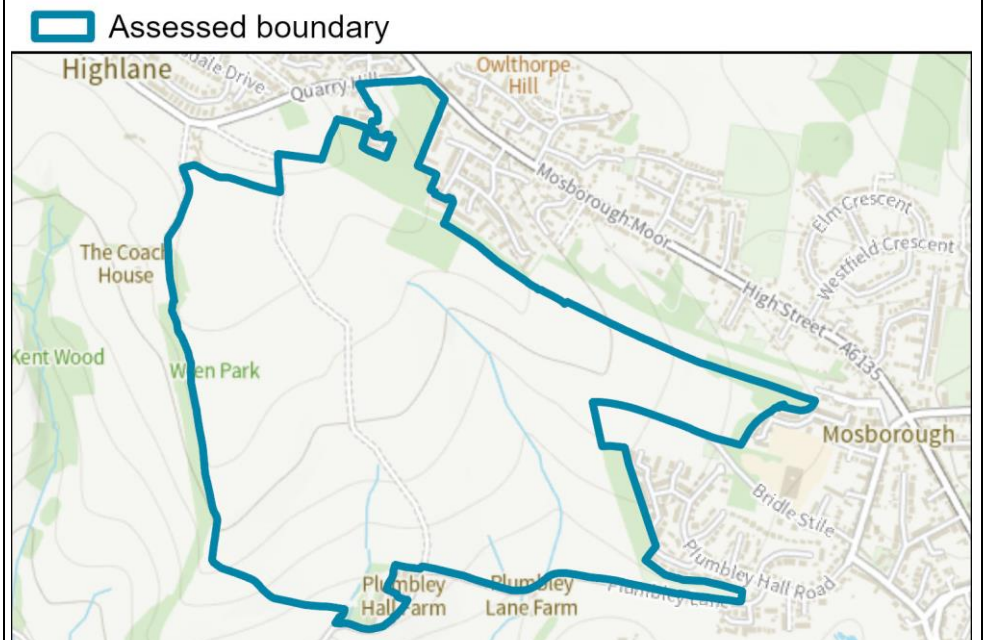 Assessed boundary
Highlane
Quarry Hill
Owlthorpe
Hill
Mosborough Moor
Elm Crescent
Westfield Crescent
The Coach
House
High Street
A6135
Kent Wood
Mosborough
Bridle Stile
Plumbley Hall Road
Plumbley
Hall Farm
Plumbley
Lane Farm
Plumbley Lane